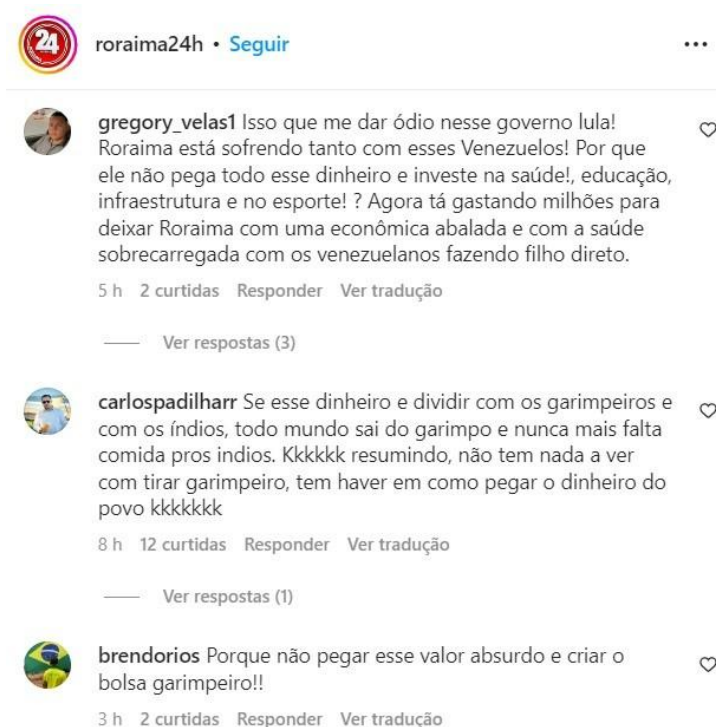 24
roraima24h • Seguir
gregory_velas1 Isso que me dar ódio nesse governo lula!
Roraima está sofrendo tanto com esses Venezuelos! Por que
ele não pega todo esse dinheiro e investe na saúde!, educação,
infraestrutura e no esporte! ? Agora tá gastando milhões para
deixar Roraima com uma econômica abalada e com a saúde
sobrecarregada com os venezuelanos fazendo filho direto.
5 h 2 curtidas Responder Ver tradução
Ver respostas (3)
carlospadilharr Se esse dinheiro e dividir com os garimpeiros e
com os índios, todo mundo sai do garimpo e nunca mais falta
comida pros indios. Kkkkkk resumindo, não tem nada a ver
com tirar garimpeiro, tem haver em como pegar o dinheiro do
povo kkkkkkk
8 h 12 curtidas Responder Ver tradução
Ver respostas (1)
brendorios Porque não pegar esse valor absurdo e criar o
bolsa garimpeiro!!
3 h 2 curtidas Responder Ver tradução